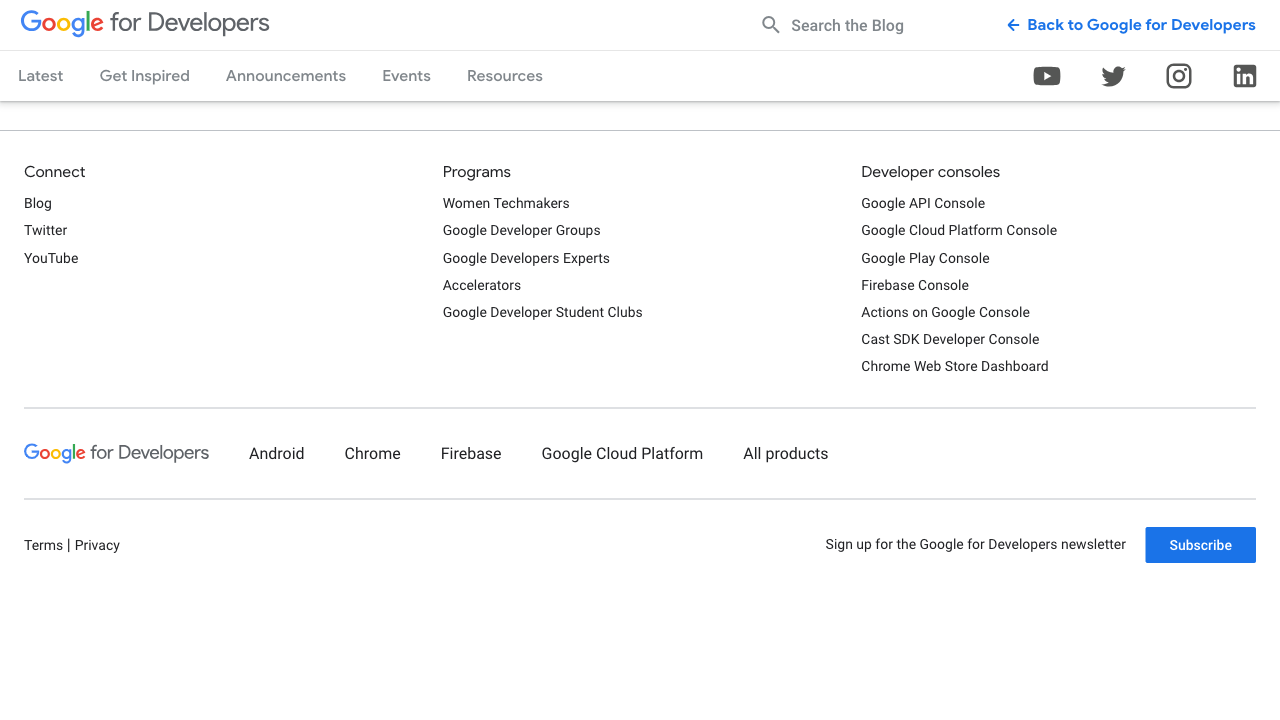 Google for Developers
Search the Blog
Back to Google for Developers
Latest
Get Inspired
Announcements
Events
Resources
Connect
Blog
Twitter
YouTube
Programs
Women Techmakers
Google Developer Groups
Google Developers Experts
Accelerators
Google Developer Student Clubs
Developer consoles
Google API Console
Google Cloud Platform Console
Google Play Console
Firebase Console
Actions on Google Console
Cast SDK Developer Console
Chrome Web Store Dashboard
Google for Developers
Android
Chrome
Firebase
Google Cloud Platform
All products
Terms | Privacy
Sign up for the Google for Developers newsletter
Subscribe